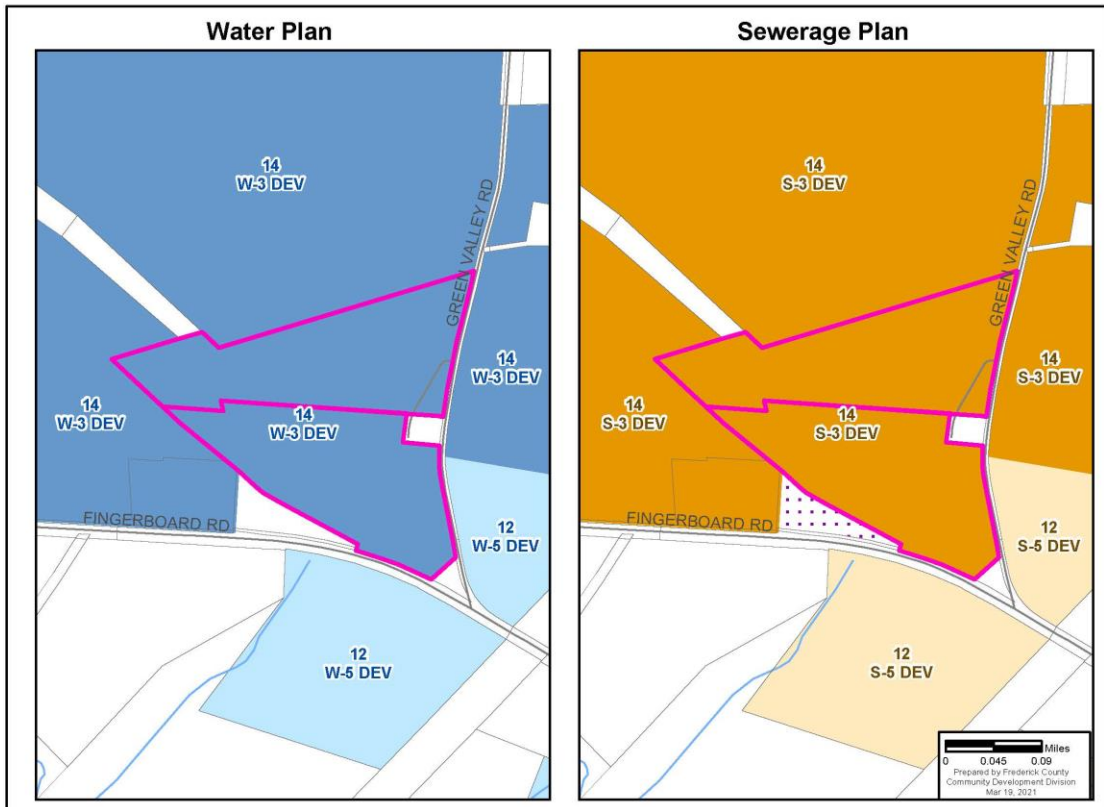 Water Plan
14
W-3 DEV
GREEN VALLEY RD
14
W-3 DEV
14
W-3 DEV
14
W-3 DEV
FINGERBOARD RD
12
W-5 DEV
12
W-5 DEV
Sewerage Plan
14
S-3 DEV
GREEN VALLEY RD
14
S-3 DEV
14
S-3 DEV
14
S-3 DEV
FINGERBOARD RD
12
S-5 DEV
12
S-5 DEV
Miles
0 0.045 0.09
Prepared by Frederick County
Community Development Division
Mar 19, 2021